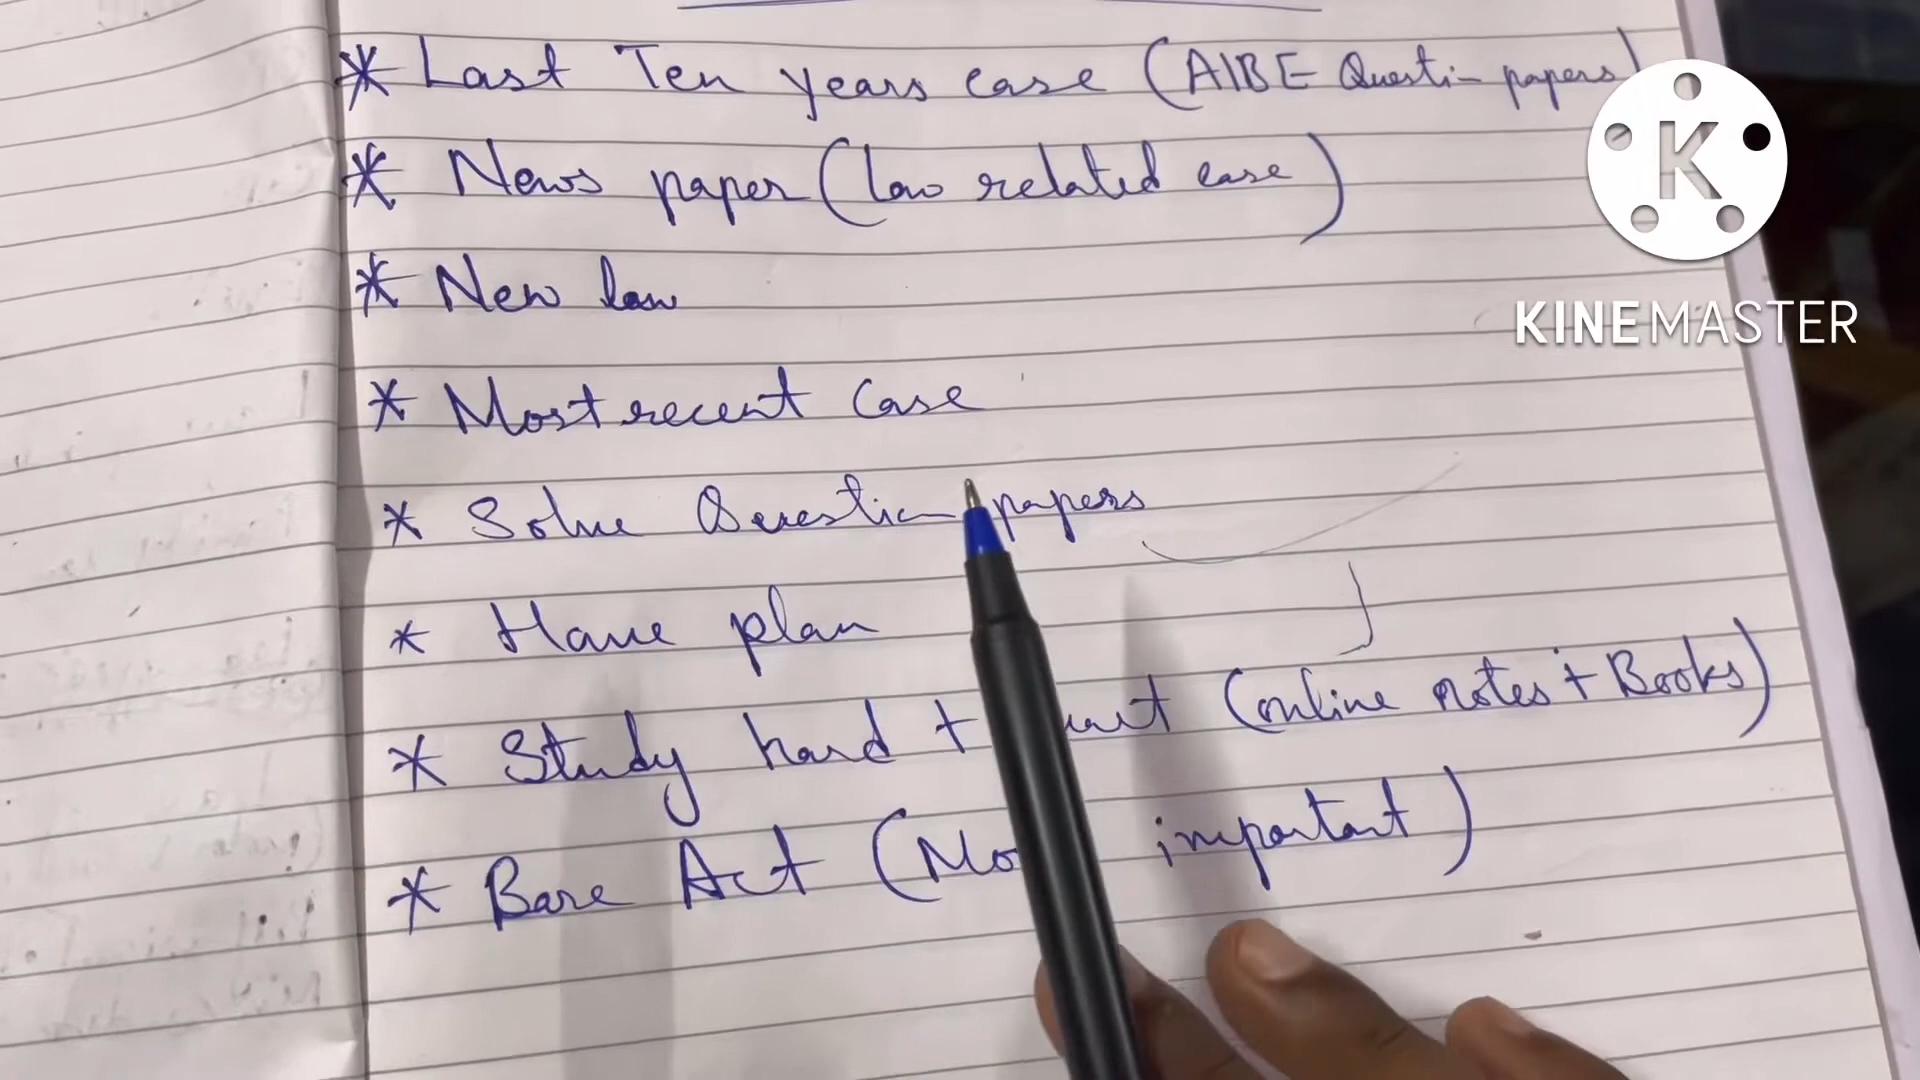 * Last Ten years case (AIBE Questi- papers)
* News paper (law related case)
* New law
* Most recent case
* Solve Question papers
* Have plan
* Study hard + (online notes + Books)
* Bare Act ( important)
KINEMASTER